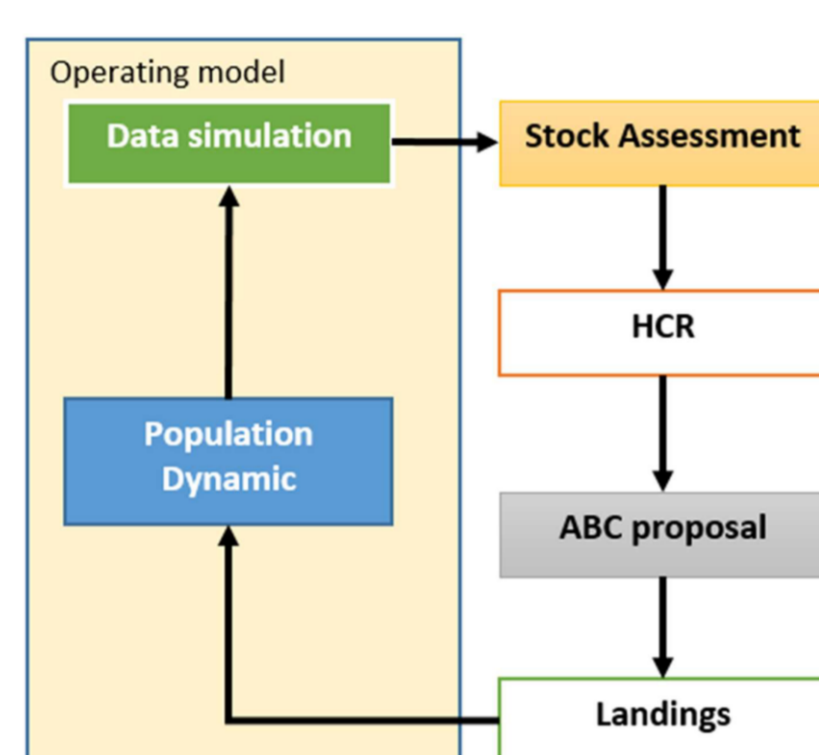 Operating model
Data simulation
Stock Assessment
HCR
Population
Dynamic
ABC proposal
Landings